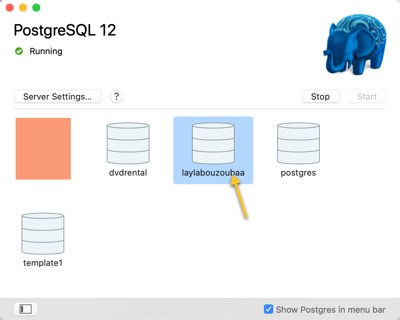 PostgreSQL 12
Running
Server Settings...
?
Stop
Start
dvdrental
laylabouzoubaa
postgres
template1
Show Postgres in menu bar